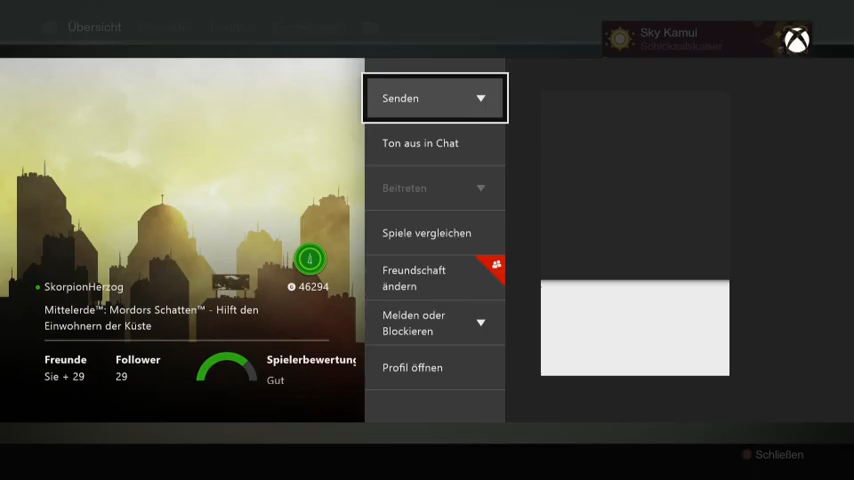 Übersicht
Sky Kamui
Schicksalskaiser
Senden
Ton aus in Chat
Beitreten
Spiele vergleichen
Freundschaft
ändern
Melden oder
Blockieren
Profil öffnen
SkorpionHerzog
46294
Mittelerde™: Mordors Schatten™ - Hilft den
Einwohnern der Küste
Freunde
Sie + 29
Follower
29
Spielerbewertung
Gut
Schließen